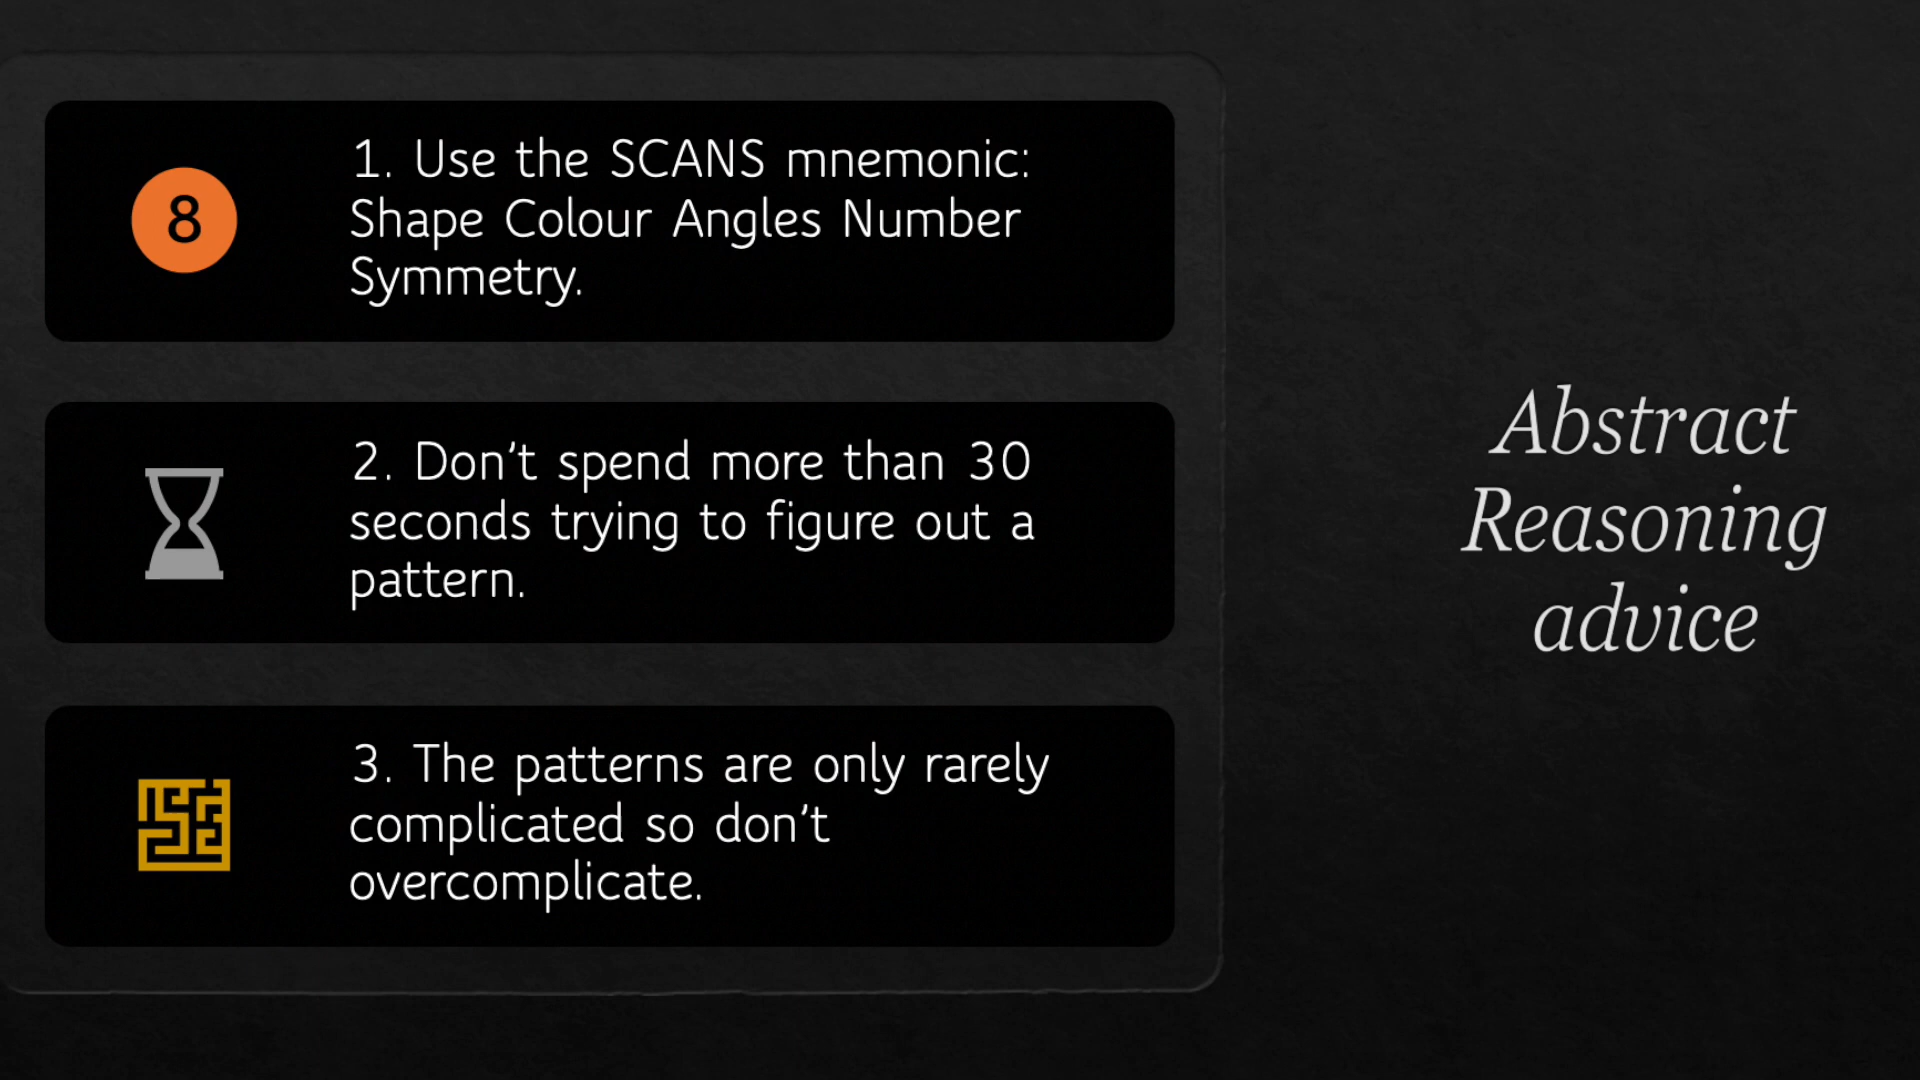 8
1. Use the SCANS mnemonic:
Shape Colour Angles Number
Symmetry.
2. Don't spend more than 30
seconds trying to figure out a
pattern.
3. The patterns are only rarely
complicated so don't
overcomplicate.
Abstract
Reasoning
advice